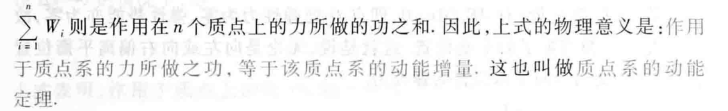 $\sum_{i=1}^{n} W_i$ 则是作用在 n 个质点上的力所做的功之和. 因此,上式的物理意义是:作用
于质点系的力所做之功,等于该质点系的动能增量. 这也叫做质点系的动能
定理.